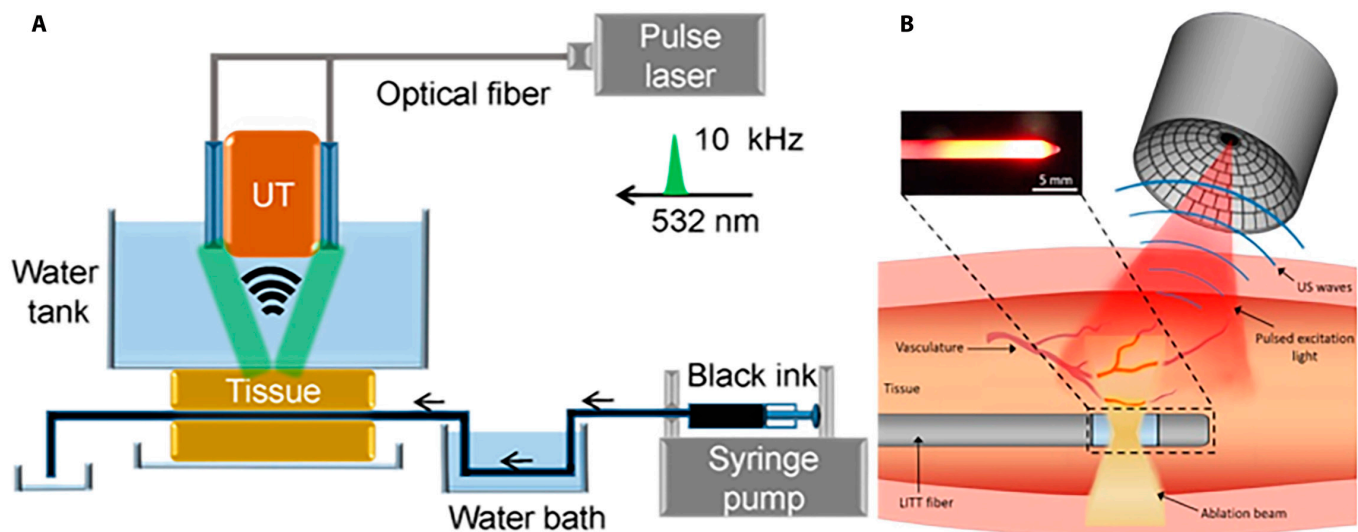 A
Pulse
laser
Optical fiber
10 kHz
532 nm
UT
Water
tank
Tissue
Black ink
Syringe
pump
Water bath
B
5 mm
US waves
Pulsed excitation
light
Vasculature
Tissue
LITT fiber
Ablation beam